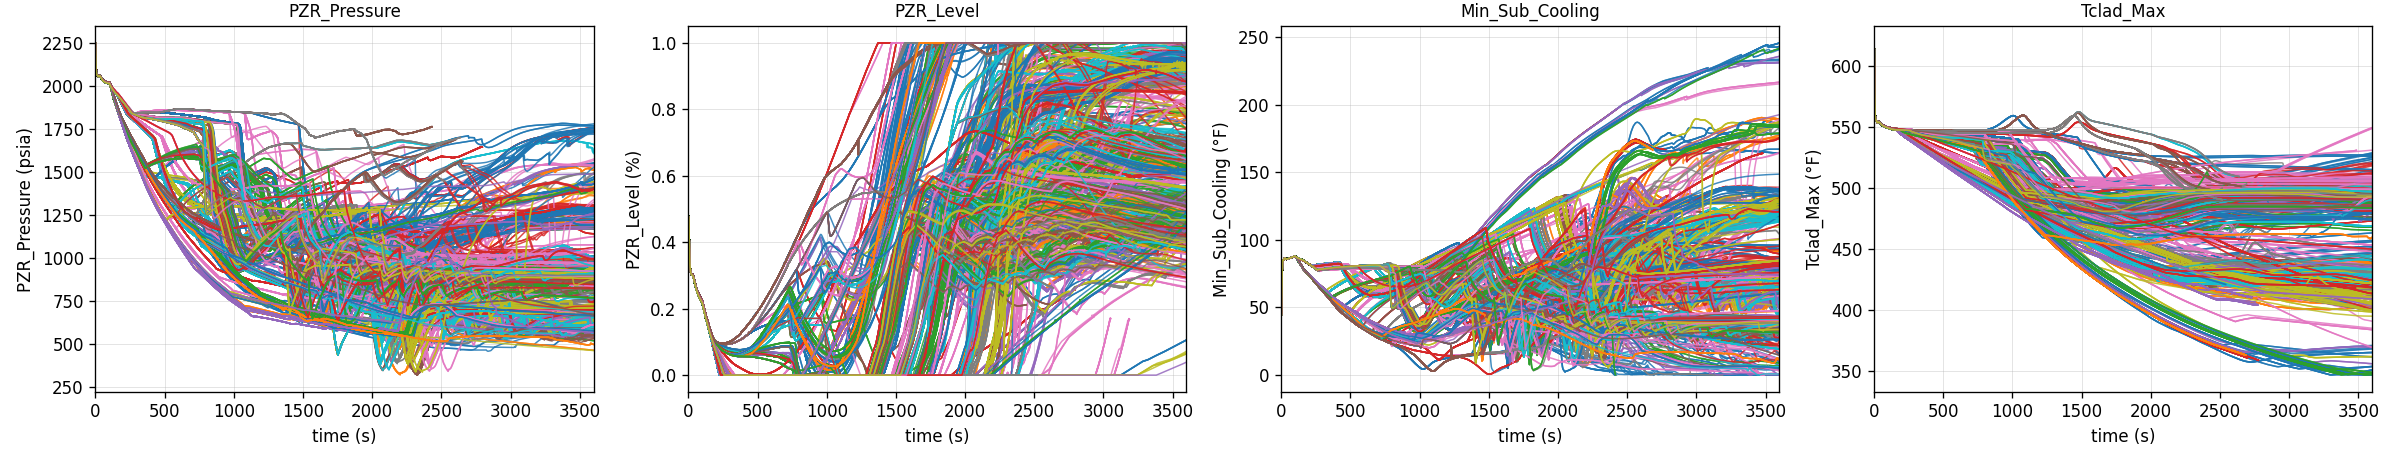 PZR_Pressure
PZR_Pressure (psia)
2250
2000
1750
1500
1250
1000
750
500
250
0 500 1000 1500 2000 2500 3000 3500
time (s)
PZR_Level
PZR_Level (%)
1.0
0.8
0.6
0.4
0.2
0.0
0 500 1000 1500 2000 2500 3000 3500
time (s)
Min_Sub_Cooling
Min_Sub_Cooling (°F)
250
200
150
100
50
0
0 500 1000 1500 2000 2500 3000 3500
time (s)
Tclad_Max
Tclad_Max (°F)
600
550
500
450
400
350
0 500 1000 1500 2000 2500 3000 3500
time (s)